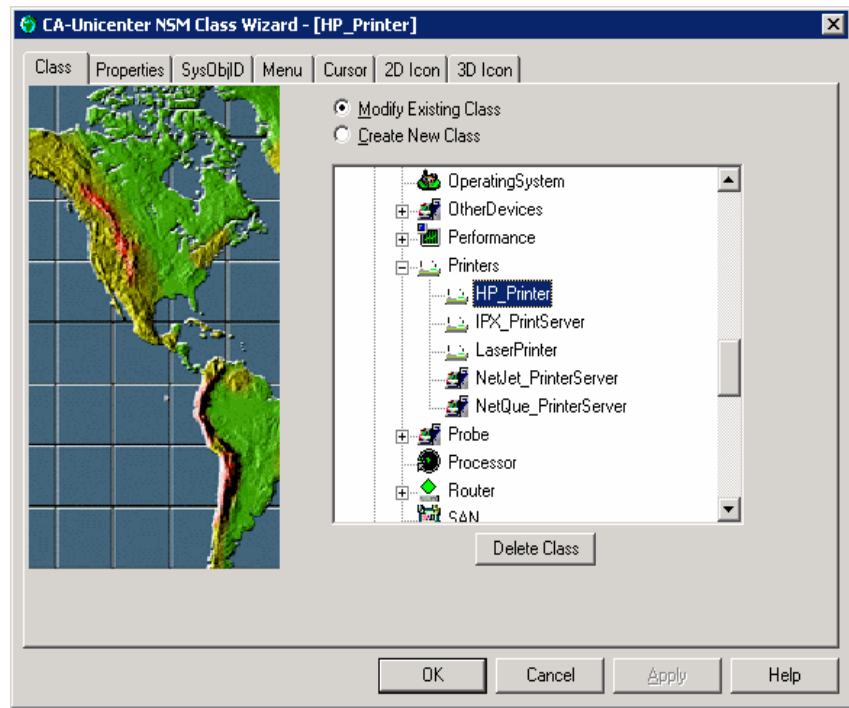 CA-Unicenter NSM Class Wizard - [HP_Printer]
Class Properties SysObjID Menu Cursor 2D Icon 3D Icon
Modify Existing Class
Create New Class
OperatingSystem
OtherDevices
Performance
Printers
HP_Printer
IPX_PrintServer
LaserPrinter
NetJet_PrinterServer
NetQue_PrinterServer
Probe
Processor
Router
SAN
Delete Class
OK Cancel Apply Help